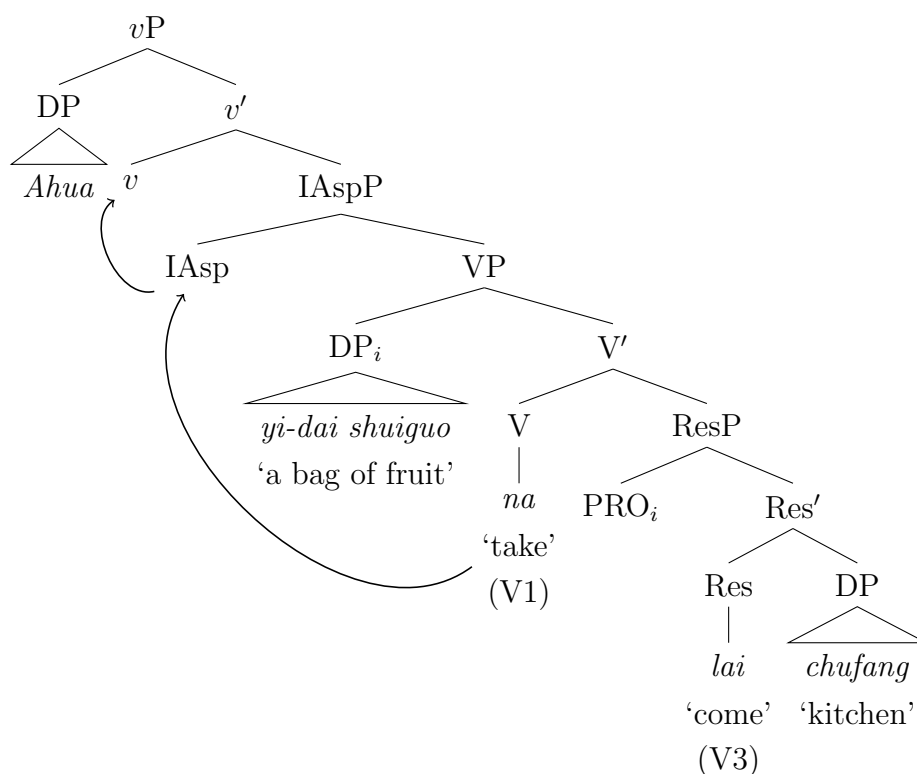 vP
DP v′
Ahua v IAspP
IAsp VP
DPi V′
yi-dai shuiguo V ResP
‘a bag of fruit’
na PROi Res′
‘take’
(V1) Res DP
lai chufang
‘come’ ‘kitchen’
(V3)